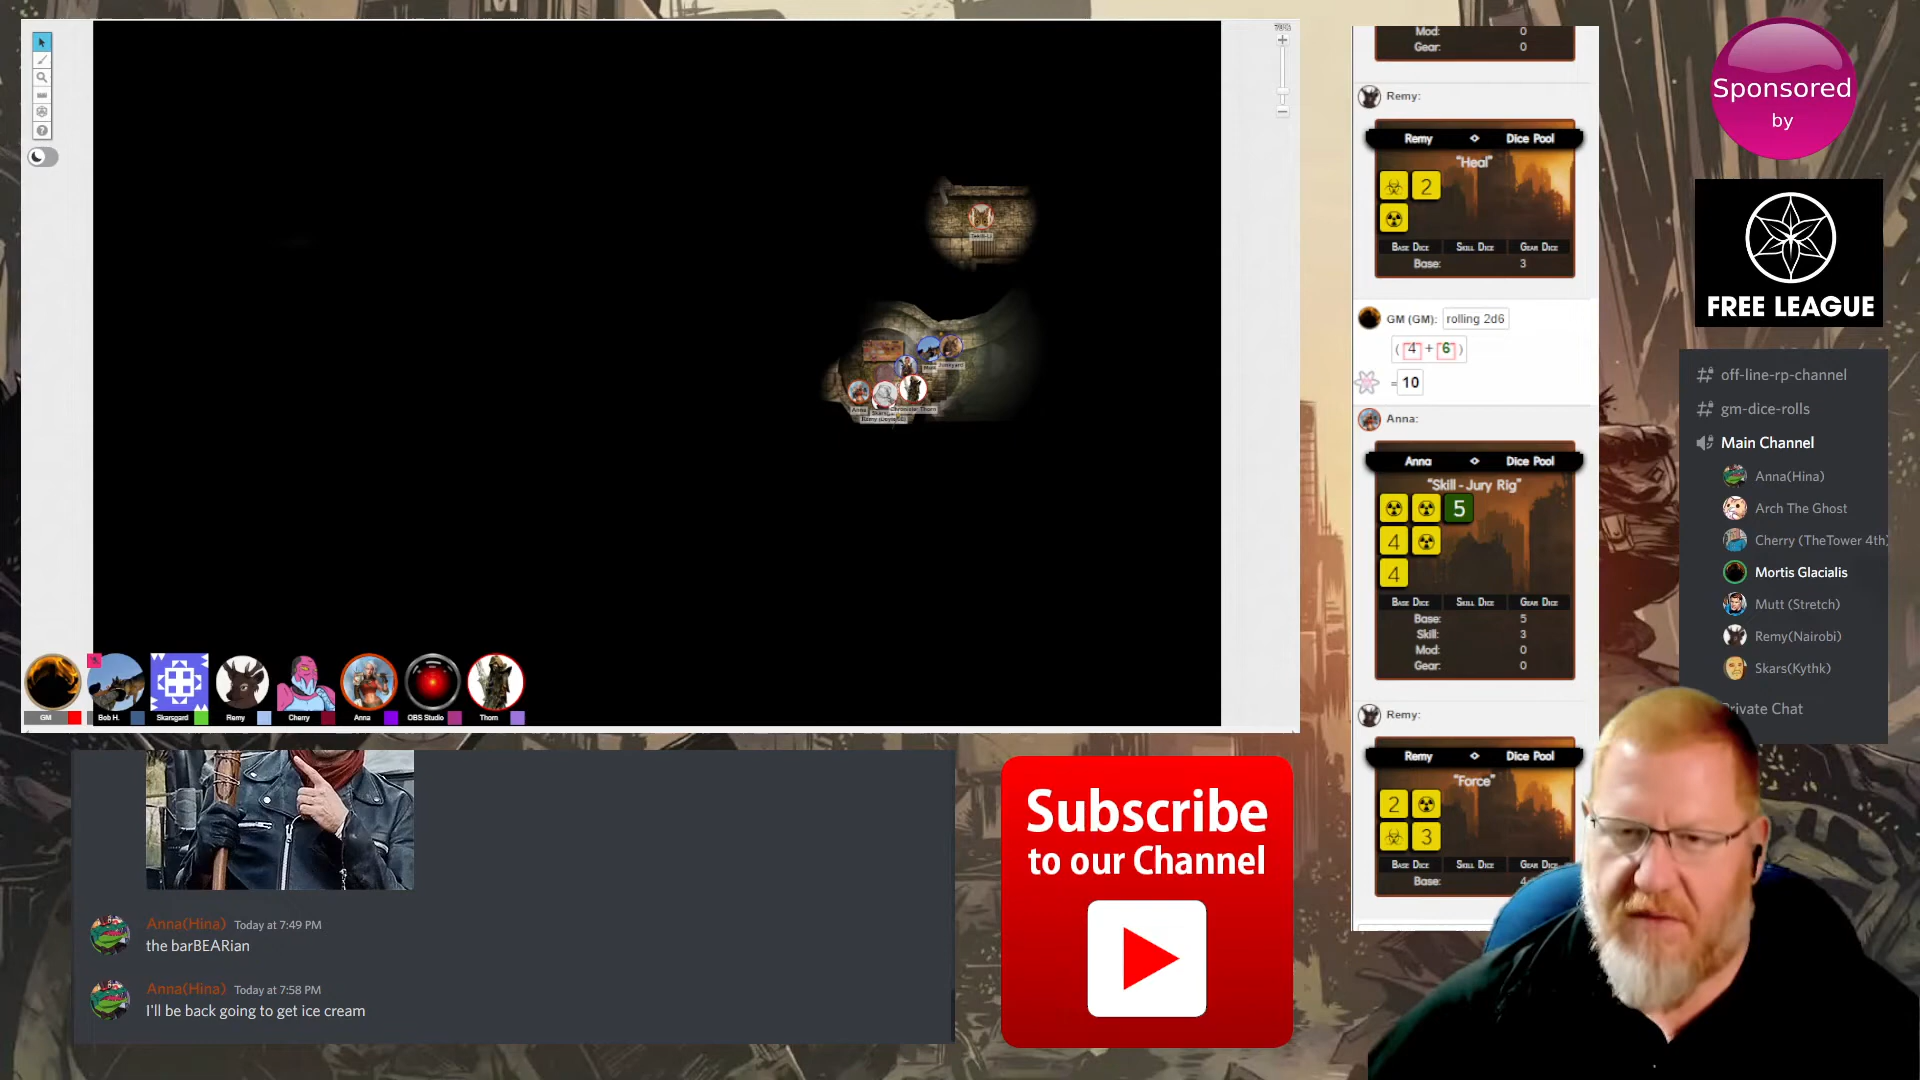 70%
GM
Bob H.
Skarsgard
Remy
Cherry
Anna
OBS Studio
Thorn
Anna(Hina) Today at 7:49 PM
the barBEARian
Anna(Hina) Today at 7:58 PM
I'll be back going to get ice cream
Subscribe
to our Channel
Mod: 0
Gear: 0
Remy:
Remy Dice Pool
"Heal"
2
Base Dice Skill Dice Gear Dice
Base: 3
GM (GM): rolling 2d6
(4+6)
=10
Anna:
Anna Dice Pool
"Skill - Jury Rig"
5
4
4
Base Dice Skill Dice Gear Dice
Base: 5
Skill: 3
Mod: 0
Gear: 0
Remy:
Remy Dice Pool
"Force"
2
3
Base Dice Skill Dice Gear Dice
Base: 4
Sponsored
by
FREE LEAGUE
off-line-rp-channel
gm-dice-rolls
Main Channel
Anna(Hina)
Arch The Ghost
Cherry (TheTower 4th)
Mortis Glacialis
Mutt (Stretch)
Remy(Nairobi)
Skars(Kythk)
Private Chat